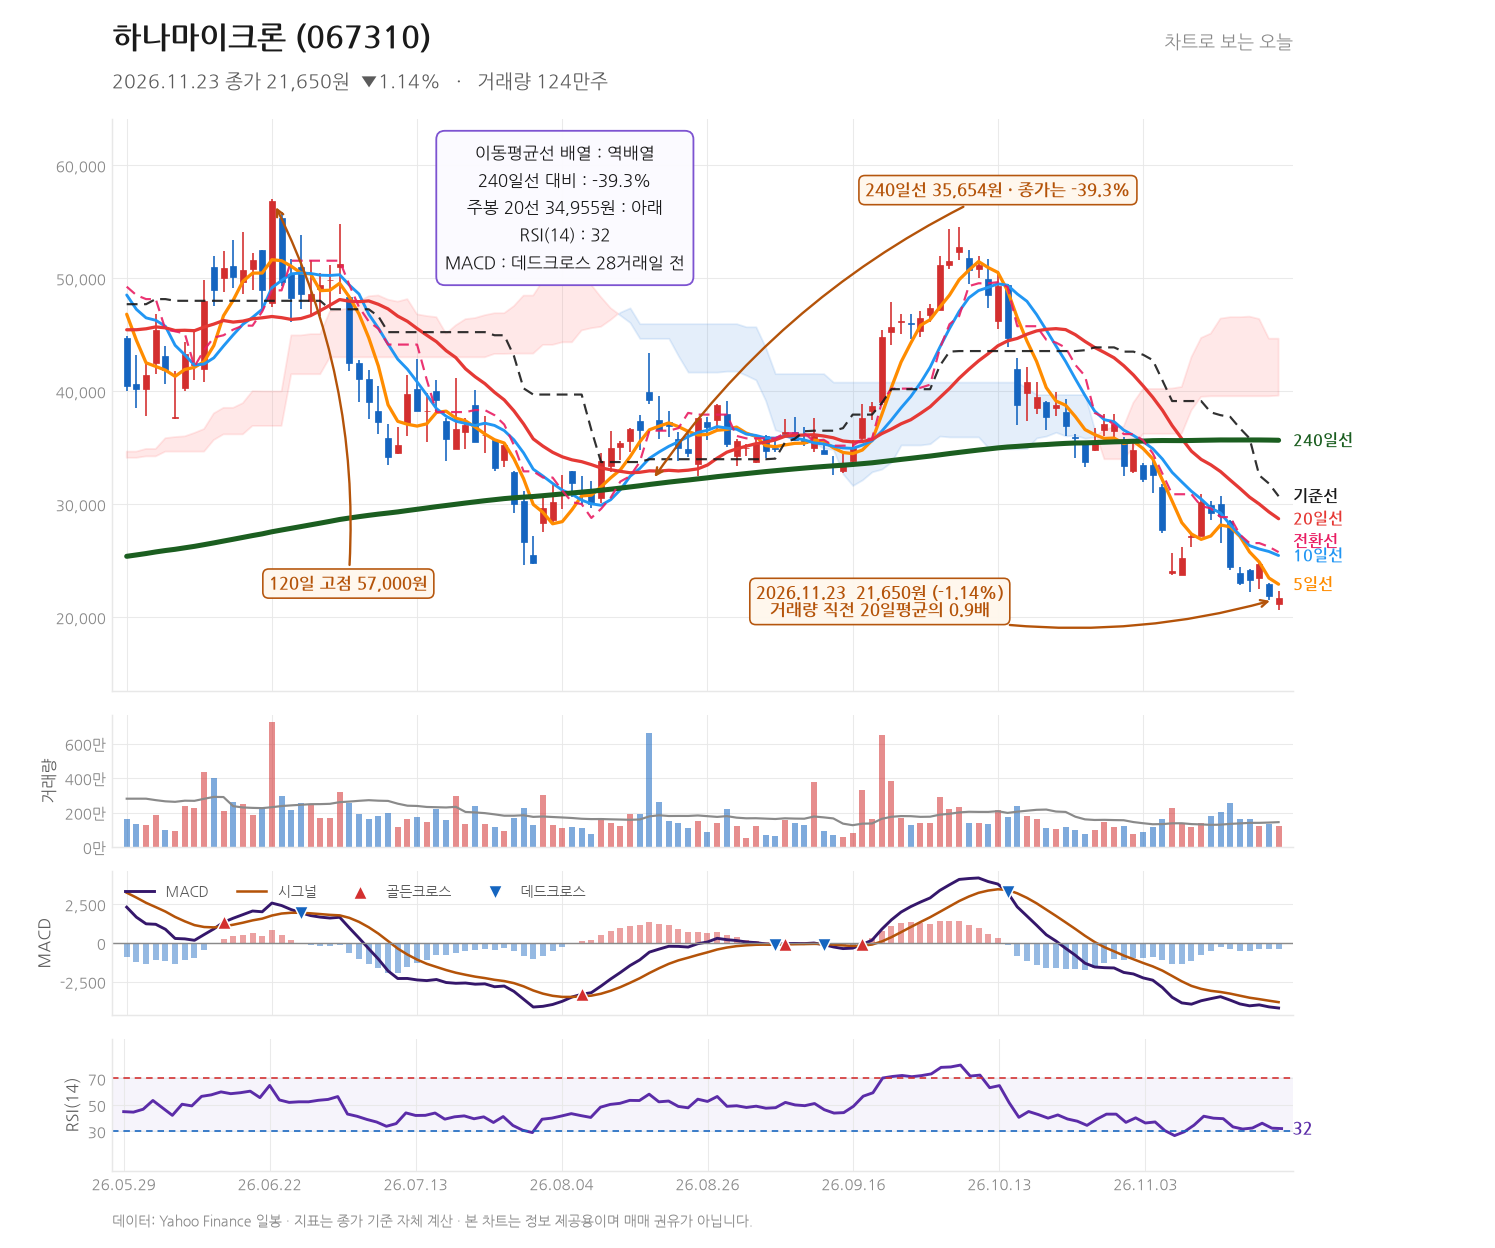 하나마이크론 (067310)
차트로 보는 오늘
2026.11.23 종가 21,650원 ▼1.14% · 거래량 124만주
이동평균선 배열 : 역배열
240일선 대비 : -39.3%
주봉 20선 34,955원 : 아래
RSI(14) : 32
MACD : 데드크로스 28거래일 전
240일선 35,654원 · 종가는 -39.3%
60,000
50,000
40,000
30,000
20,000
240일선
기준선
20일선
전환선
10일선
5일선
120일 고점 57,000원
2026.11.23 21,650원 (-1.14%)
거래량 직전 20일평균의 0.9배
거래량
600만
400만
200만
0만
MACD
MACD 시그널 골든크로스 데드크로스
2,500
0
-2,500
RSI(14)
70
50
30
32
26.05.29 26.06.22 26.07.13 26.08.04 26.08.26 26.09.16 26.10.13 26.11.03
데이터: Yahoo Finance 일봉 · 지표는 종가 기준 자체 계산 · 본 차트는 정보 제공용이며 매매 권유가 아닙니다.